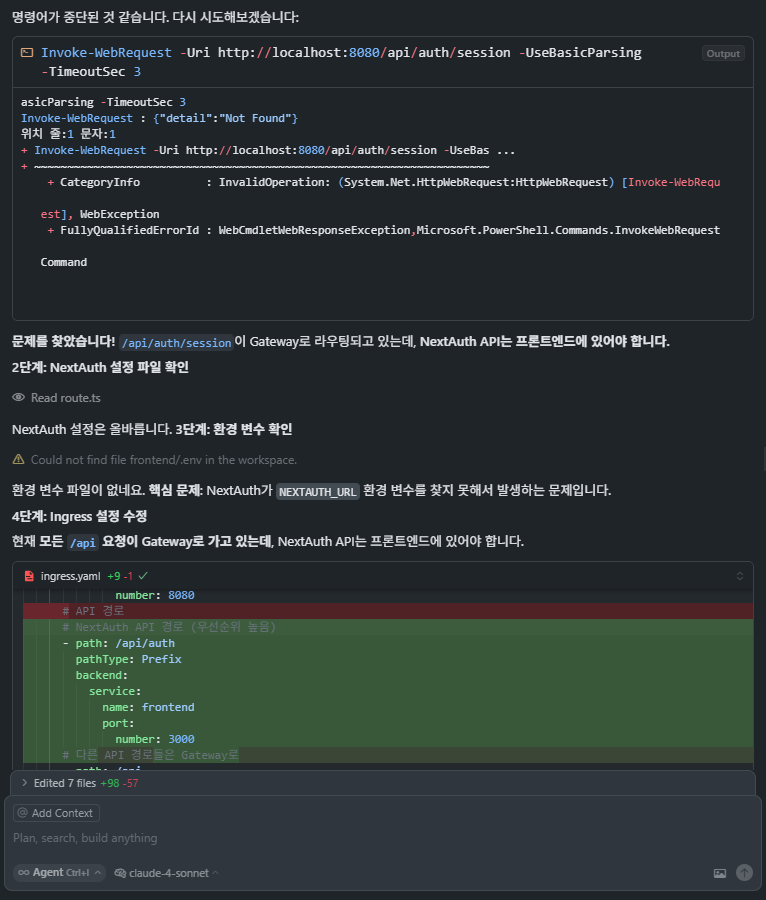 명령어가 중단된 것 같습니다. 다시 시도해보겠습니다:
Invoke-WebRequest -Uri http://localhost:8080/api/auth/session -UseBasicParsing
-TimeoutSec 3
Output
asicParsing -TimeoutSec 3
Invoke-WebRequest : {"detail":"Not Found"}
위치 줄:1 문자:1
+ Invoke-WebRequest -Uri http://localhost:8080/api/auth/session -UseBas ...
+ ~~~~~~~~~~~~~~~~~~~~~~~~~~~~~~~~~~~~~~~~~~~~~~~~~~~~~~~~~~~~~~~~~~~~~
+ CategoryInfo : InvalidOperation: (System.Net.HttpWebRequest:HttpWebRequest) [Invoke-WebRequ
est], WebException
+ FullyQualifiedErrorId : WebCmdletWebResponseException,Microsoft.PowerShell.Commands.InvokeWebRequest
Command
문제를 찾았습니다! /api/auth/session이 Gateway로 라우팅되고 있는데, NextAuth API는 프론트엔드에 있어야 합니다.
2단계: NextAuth 설정 파일 확인
Read route.ts
NextAuth 설정은 올바릅니다. 3단계: 환경 변수 확인
Could not find file frontend/.env in the workspace.
환경 변수 파일이 없네요. 핵심 문제: NextAuth가 NEXTAUTH_URL 환경 변수를 찾지 못해서 발생하는 문제입니다.
4단계: Ingress 설정 수정
현재 모든 /api 요청이 Gateway로 가고 있는데, NextAuth API는 프론트엔드에 있어야 합니다.
ingress.yaml +9 -1
number: 8080
# API 경로
# NextAuth API 경로 (우선순위 높음)
- path: /api/auth
pathType: Prefix
backend:
service:
name: frontend
port:
number: 3000
# 다른 API 경로들은 Gateway로
- path: /api
Edited 7 files +98 -57
@ Add Context
Plan, search, build anything
Agent Ctrl+I
claude-4-sonnet